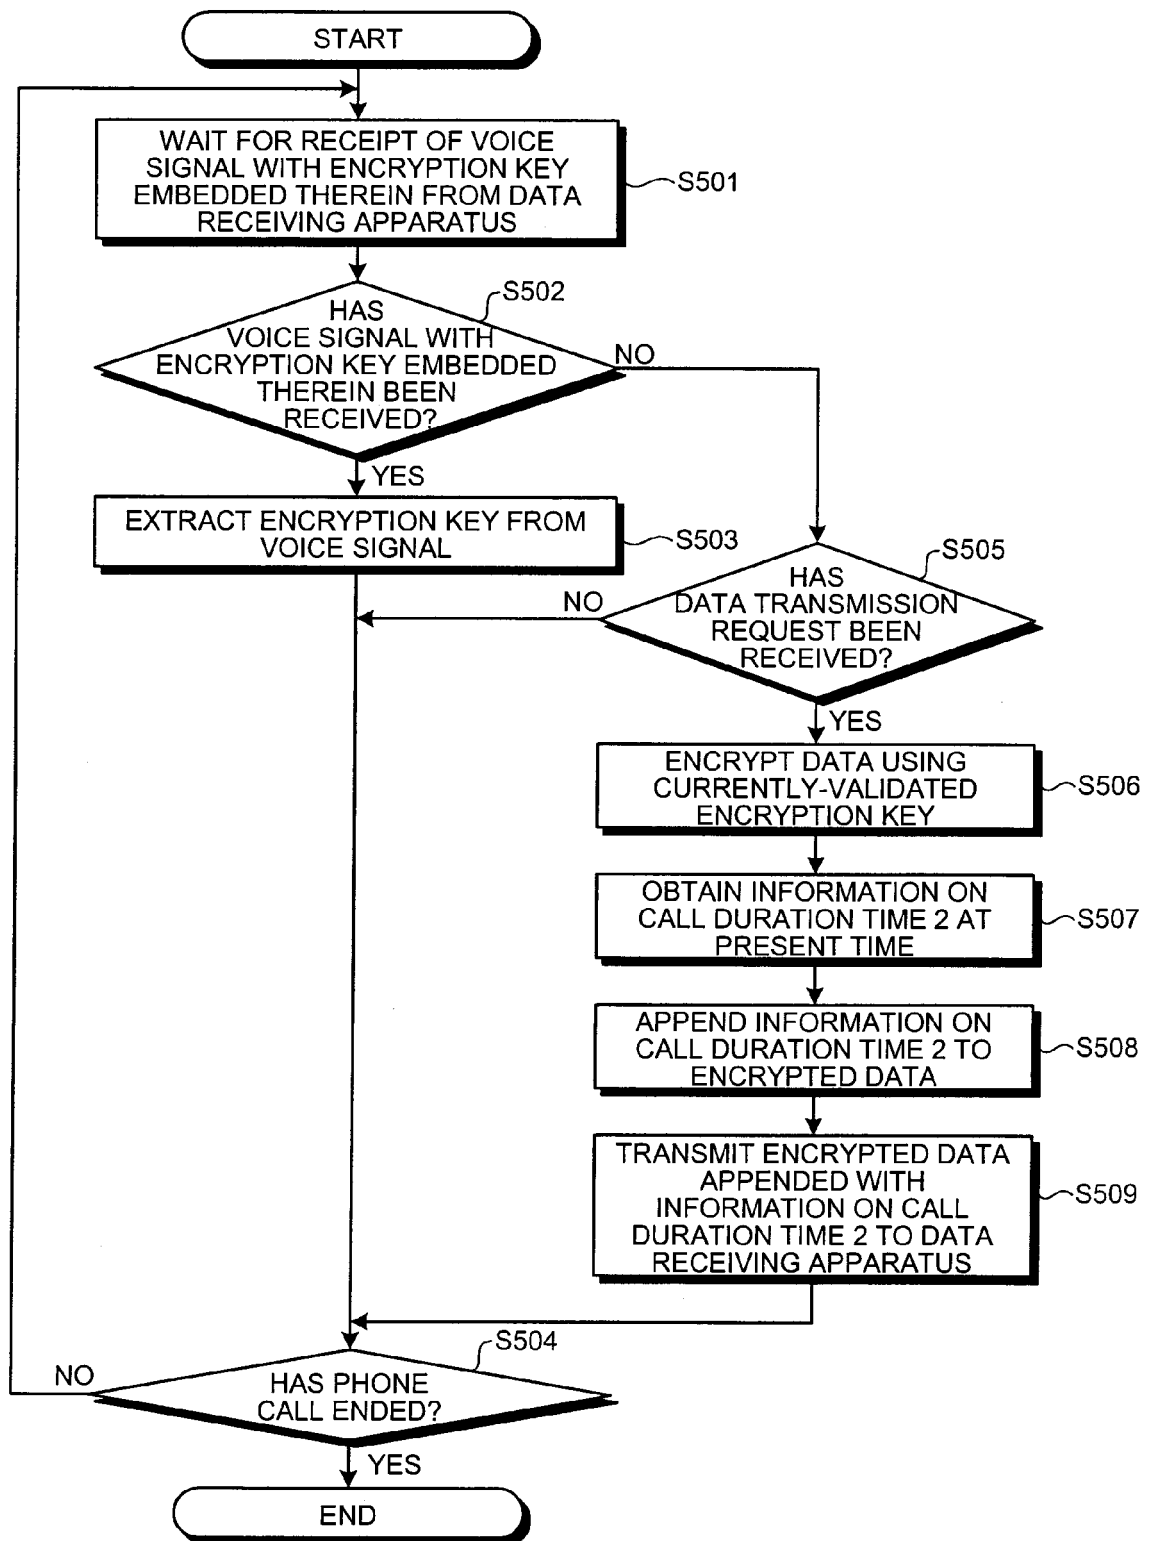 START
WAIT FOR RECEIPT OF VOICE
SIGNAL WITH ENCRYPTION KEY
EMBEDDED THEREIN FROM DATA
RECEIVING APPARATUS
S501
S502
HAS
VOICE SIGNAL WITH
ENCRYPTION KEY EMBEDDED
THEREIN BEEN
RECEIVED?
NO
YES
EXTRACT ENCRYPTION KEY FROM
VOICE SIGNAL
S503
S505
HAS
DATA TRANSMISSION
REQUEST BEEN
RECEIVED?
NO
YES
ENCRYPT DATA USING
CURRENTLY-VALIDATED
ENCRYPTION KEY
S506
OBTAIN INFORMATION ON
CALL DURATION TIME 2 AT
PRESENT TIME
S507
APPEND INFORMATION ON
CALL DURATION TIME 2 TO
ENCRYPTED DATA
S508
TRANSMIT ENCRYPTED DATA
APPENDED WITH
INFORMATION ON CALL
DURATION TIME 2 TO DATA
RECEIVING APPARATUS
S509
S504
HAS PHONE
CALL ENDED?
NO
YES
END